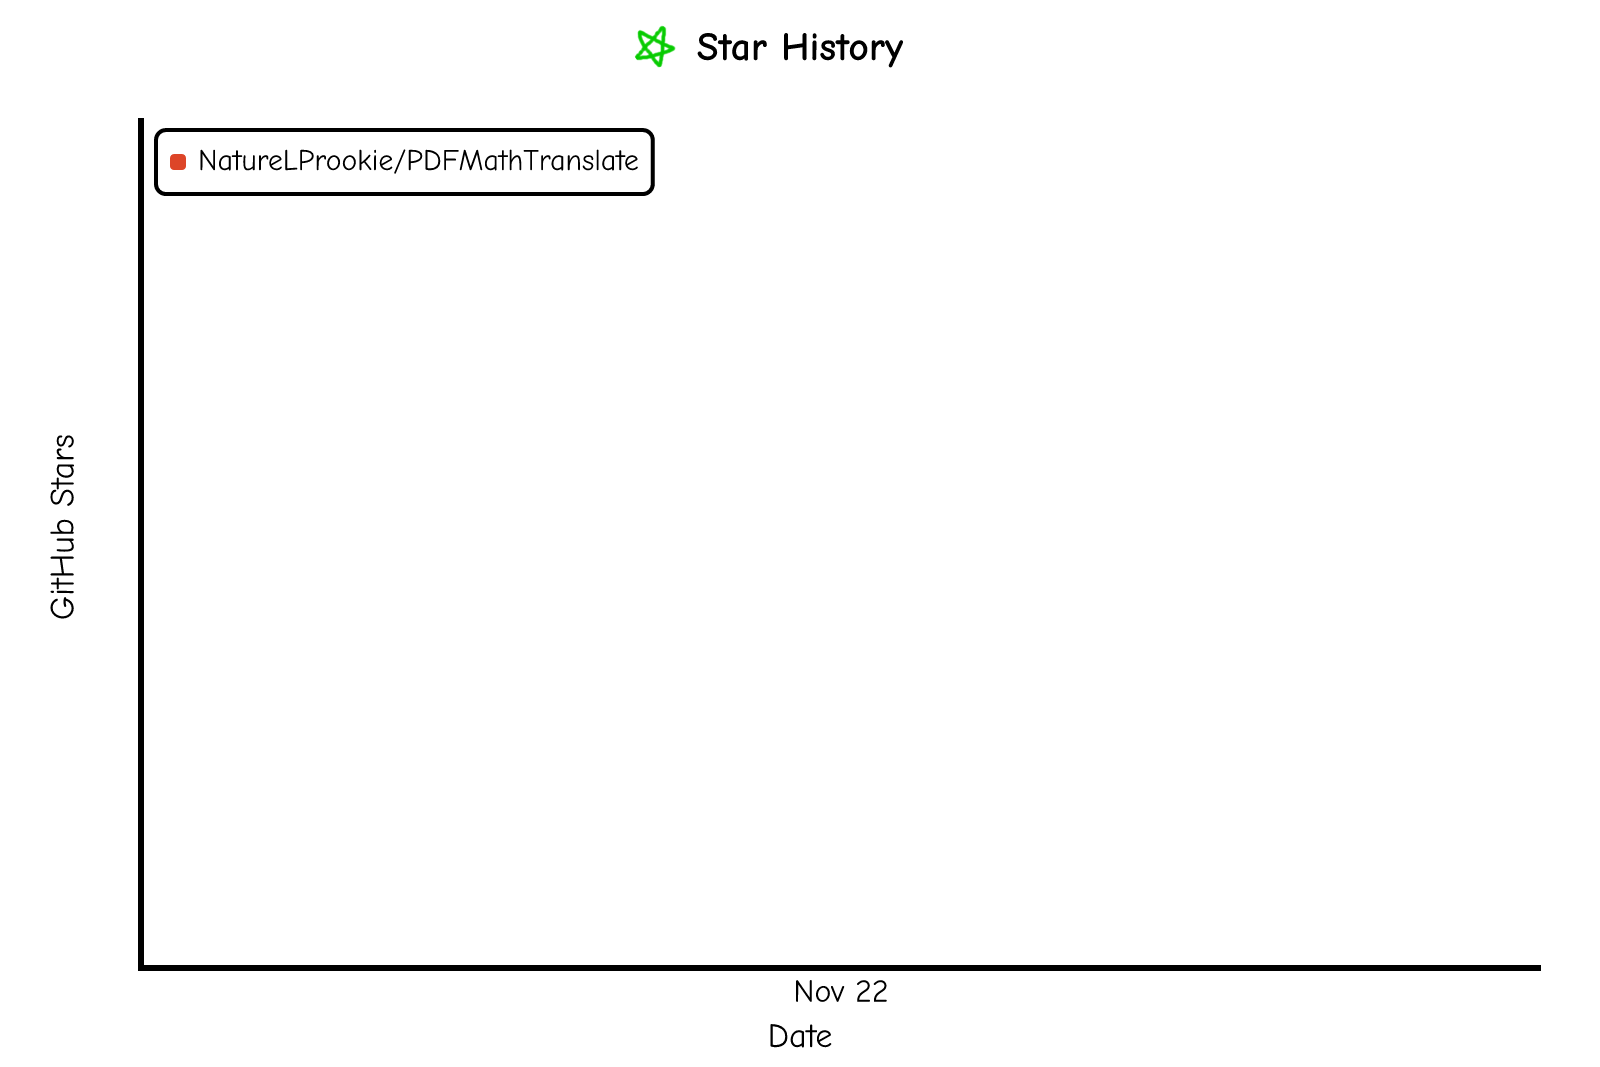 Star History
NatureLProokie/PDFMathTranslate
GitHub Stars
Nov 22
Date